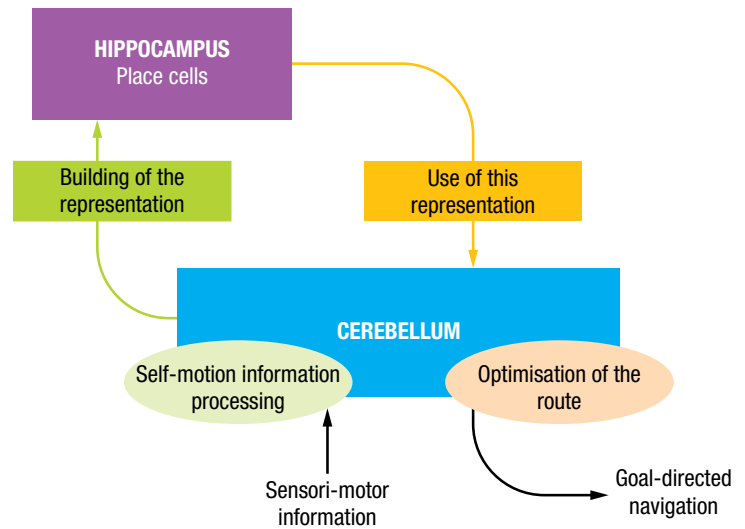 HIPPOCAMPUS
Place cells
Building of the
representation
Use of this
representation
CEREBELLUM
Self-motion information
processing
Optimisation of the
route
Sensori-motor
information
Goal-directed
navigation